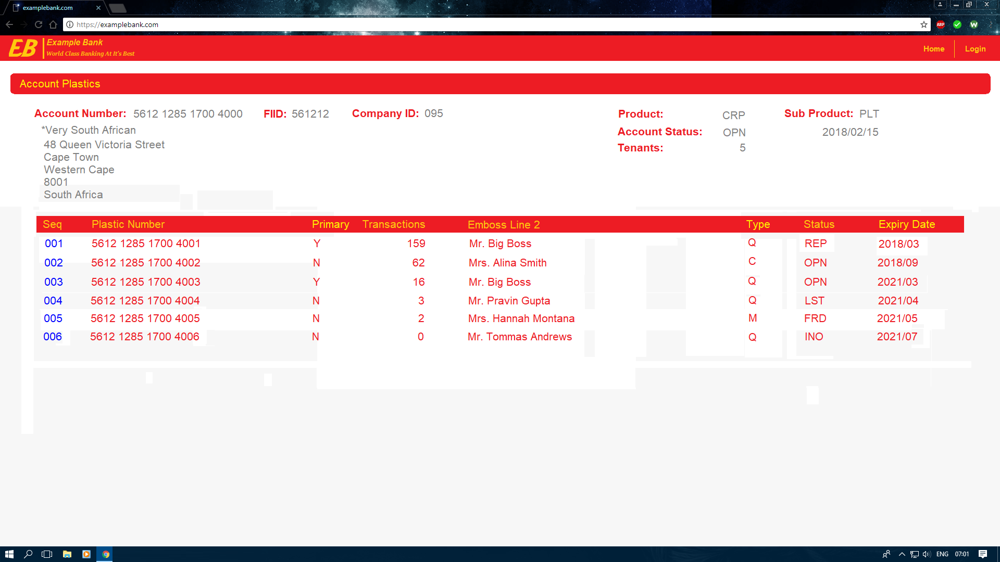 examplebank.com
https://examplebank.com
ABP
W
EB
Example Bank
World Class Banking At It's Best
Home
Login
Account Plastics
Account Number: 5612 1285 1700 4000 FIID: 561212 Company ID: 095 Product: CRP Sub Product: PLT
*Very South African Account Status: OPN 2018/02/15
48 Queen Victoria Street Tenants: 5
Cape Town
Western Cape
8001
South Africa
Seq Plastic Number Primary Transactions Emboss Line 2 Type Status Expiry Date
001 5612 1285 1700 4001 Y 159 Mr. Big Boss Q REP 2018/03
002 5612 1285 1700 4002 N 62 Mrs. Alina Smith C OPN 2018/09
003 5612 1285 1700 4003 Y 16 Mr. Big Boss Q OPN 2021/03
004 5612 1285 1700 4004 N 3 Mr. Pravin Gupta Q LST 2021/04
005 5612 1285 1700 4005 N 2 Mrs. Hannah Montana M FRD 2021/05
006 5612 1285 1700 4006 N 0 Mr. Tommas Andrews Q INO 2021/07
ENG 07:01